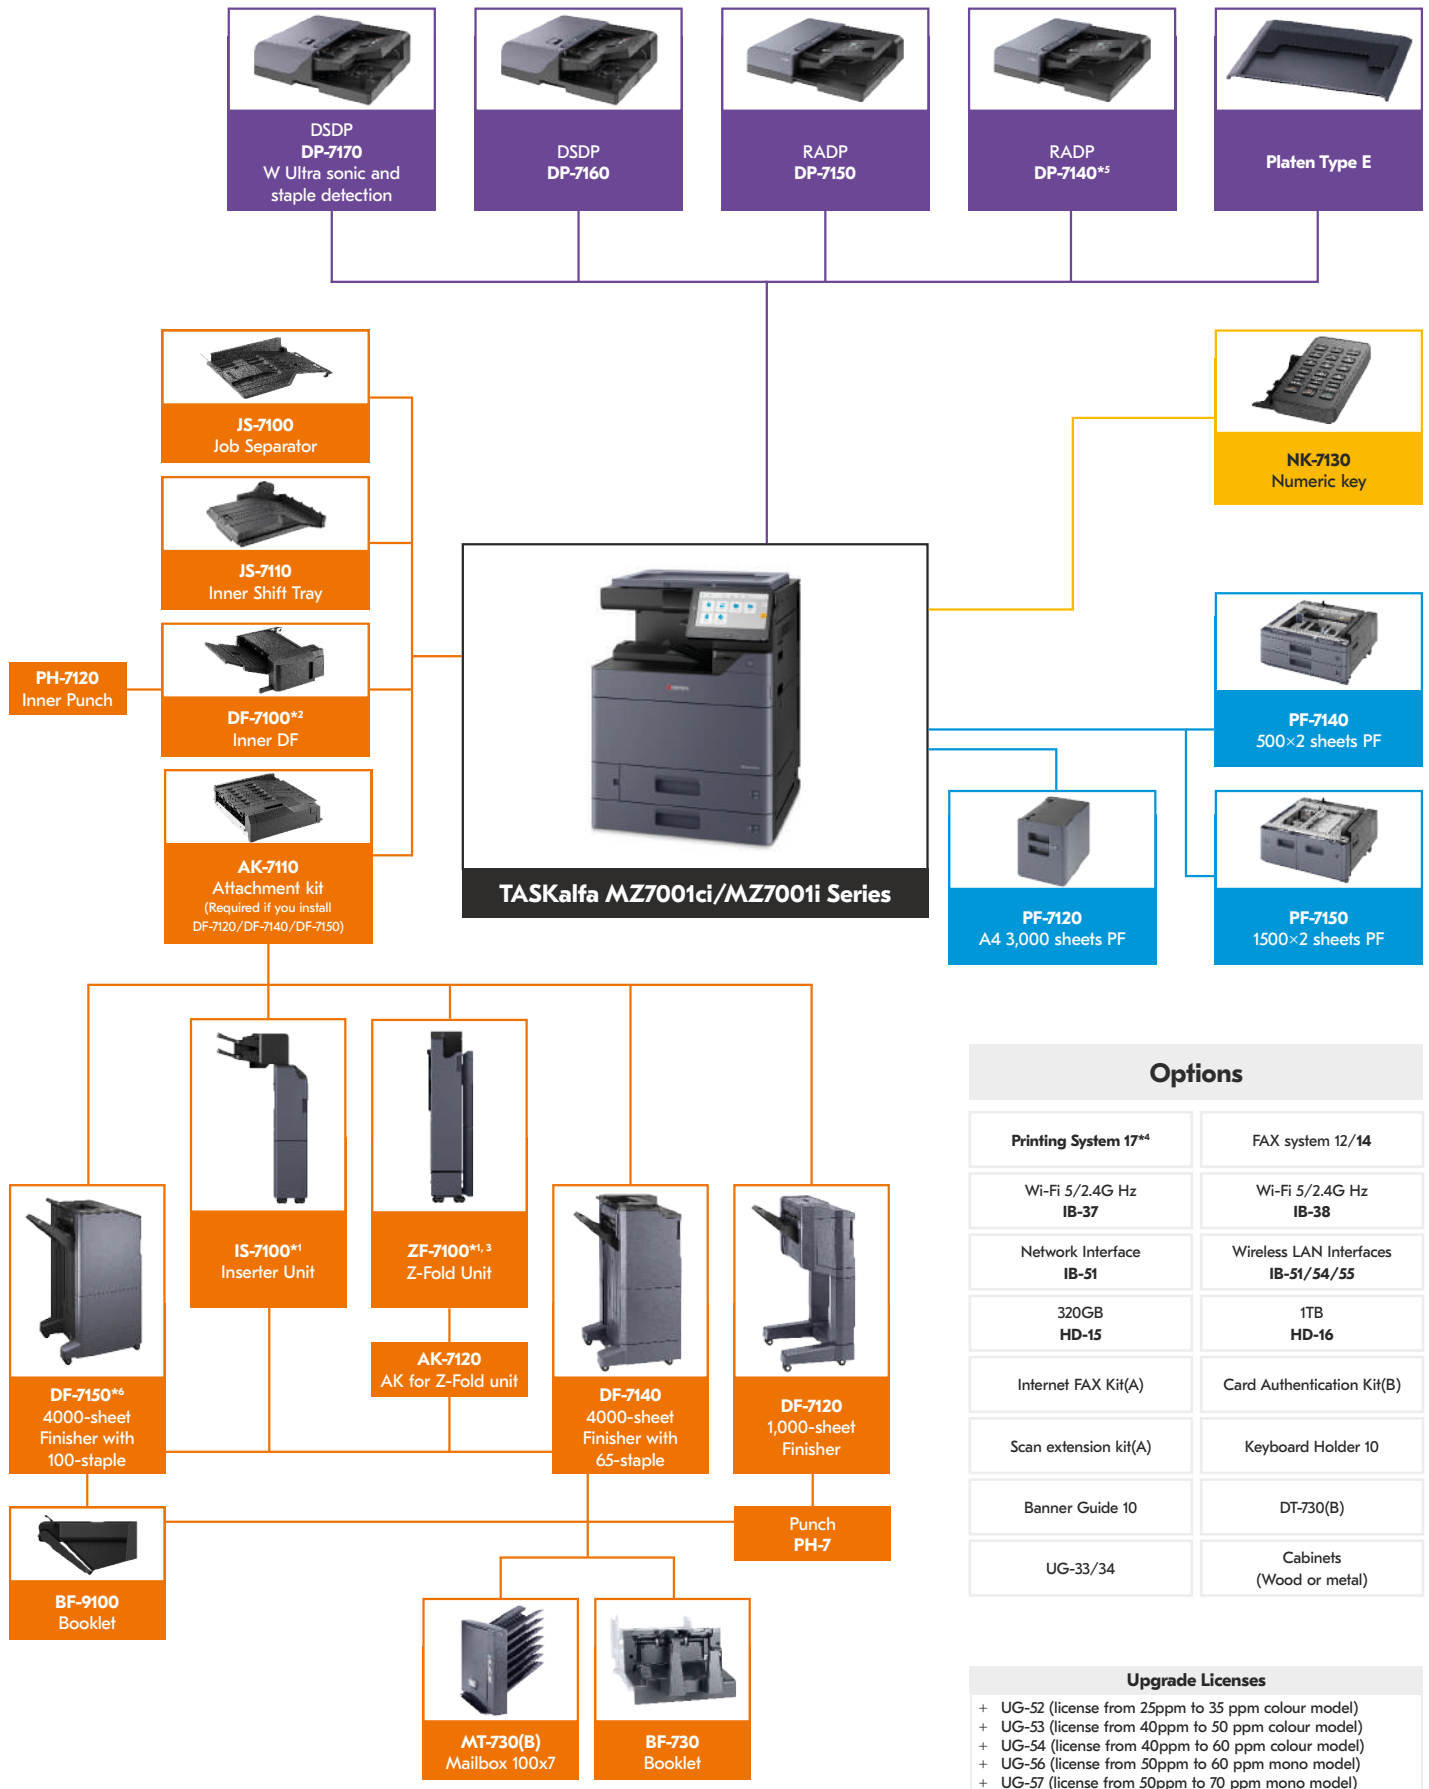 DSDP
DP-7170
W Ultra sonic and
staple detection
DSDP
DP-7160
RADP
DP-7150
RADP
DP-7140*5
Platen Type E
JS-7100
Job Separator
NK-7130
Numeric key
JS-7110
Inner Shift Tray
PH-7120
Inner Punch
DF-7100*2
Inner DF
PF-7140
500×2 sheets PF
AK-7110
Attachment kit
(Required if you install
DF-7120/DF-7140/DF-7150)
TASKalfa MZ7001ci/MZ7001i Series
PF-7120
A4 3,000 sheets PF
PF-7150
1500×2 sheets PF
IS-7100*1
Inserter Unit
ZF-7100*1, 3
Z-Fold Unit
AK-7120
AK for Z-Fold unit
DF-7150*6
4000-sheet
Finisher with
100-staple
DF-7140
4000-sheet
Finisher with
65-staple
DF-7120
1,000-sheet
Finisher
Punch
PH-7
BF-9100
Booklet
MT-730(B)
Mailbox 100x7
BF-730
Booklet
Options
Printing System 17*4
FAX system 12/14
Wi-Fi 5/2.4G Hz
IB-37
Wi-Fi 5/2.4G Hz
IB-38
Network Interface
IB-51
Wireless LAN Interfaces
IB-51/54/55
320GB
HD-15
1TB
HD-16
Internet FAX Kit(A)
Card Authentication Kit(B)
Scan extension kit(A)
Keyboard Holder 10
Banner Guide 10
DT-730(B)
UG-33/34
Cabinets
(Wood or metal)
Upgrade Licenses
+ UG-52 (license from 25ppm to 35 ppm colour model)
+ UG-53 (license from 40ppm to 50 ppm colour model)
+ UG-54 (license from 40ppm to 60 ppm colour model)
+ UG-56 (license from 50ppm to 60 ppm mono model)
+ UG-57 (license from 50ppm to 70 ppm mono model)